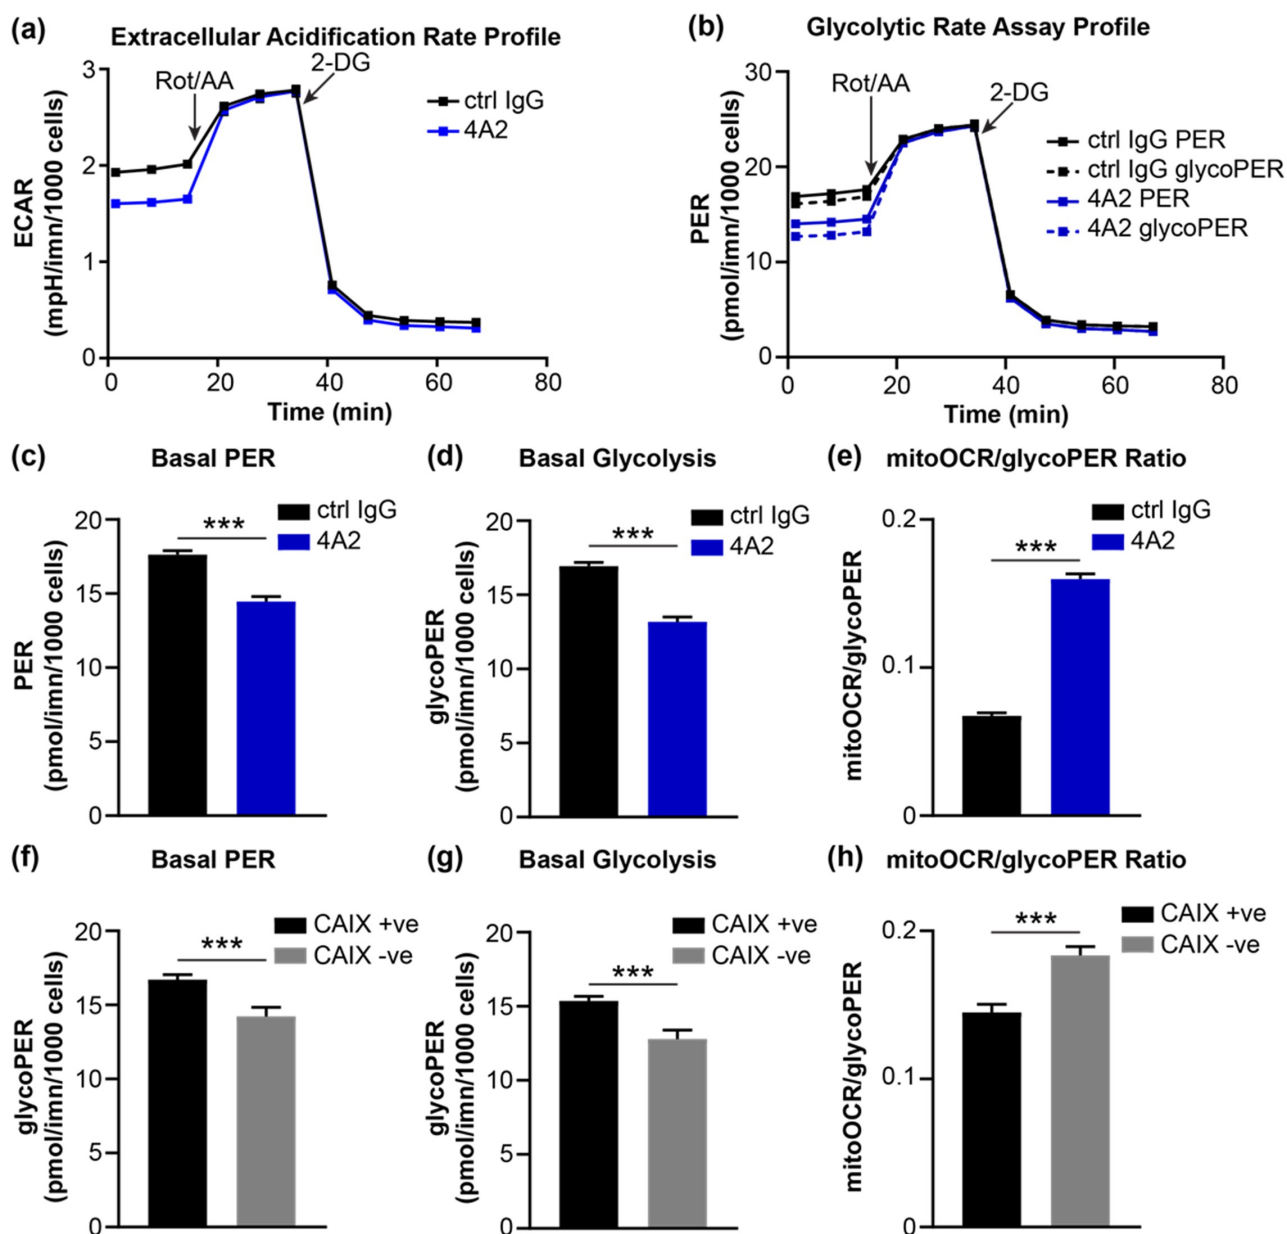 (a)
Extracellular Acidification Rate Profile
Rot/AA
2-DG
ctrl IgG
4A2
ECAR
(mpH/imn/1000 cells)
3
2
1
0
0 20 40 60 80
Time (min)
(b)
Glycolytic Rate Assay Profile
Rot/AA
2-DG
ctrl IgG PER
ctrl IgG glycoPER
4A2 PER
4A2 glycoPER
PER
(pmol/imn/1000 cells)
30
20
10
0
0 20 40 60 80
Time (min)
(c)
Basal PER
ctrl IgG
4A2
***
PER
(pmol/imn/1000 cells)
20
15
10
5
0
(d)
Basal Glycolysis
ctrl IgG
4A2
***
glycoPER
(pmol/imn/1000 cells)
20
15
10
5
0
(e)
mitoOCR/glycoPER Ratio
ctrl IgG
4A2
***
mitoOCR/glycoPER
0.2
0.1
0
(f)
Basal PER
CAIX +ve
CAIX -ve
***
glycoPER
(pmol/imn/1000 cells)
20
15
10
5
0
(g)
Basal Glycolysis
CAIX +ve
CAIX -ve
***
glycoPER
(pmol/imn/1000 cells)
20
15
10
5
0
(h)
mitoOCR/glycoPER Ratio
CAIX +ve
CAIX -ve
***
mitoOCR/glycoPER
0.2
0.1
0